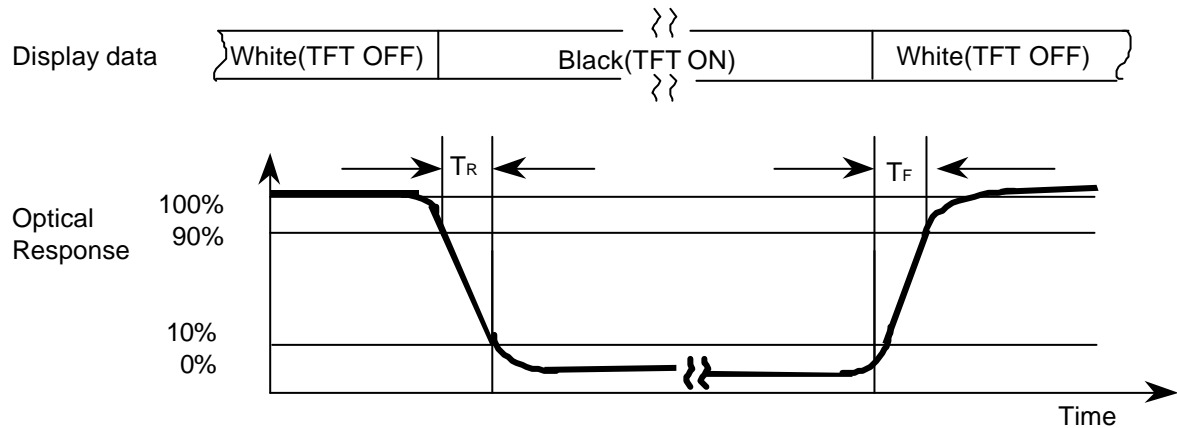 Display data
White(TFT OFF)
Black(TFT ON)
White(TFT OFF)
TR
TF
Optical
Response
100%
90%
10%
0%
Time